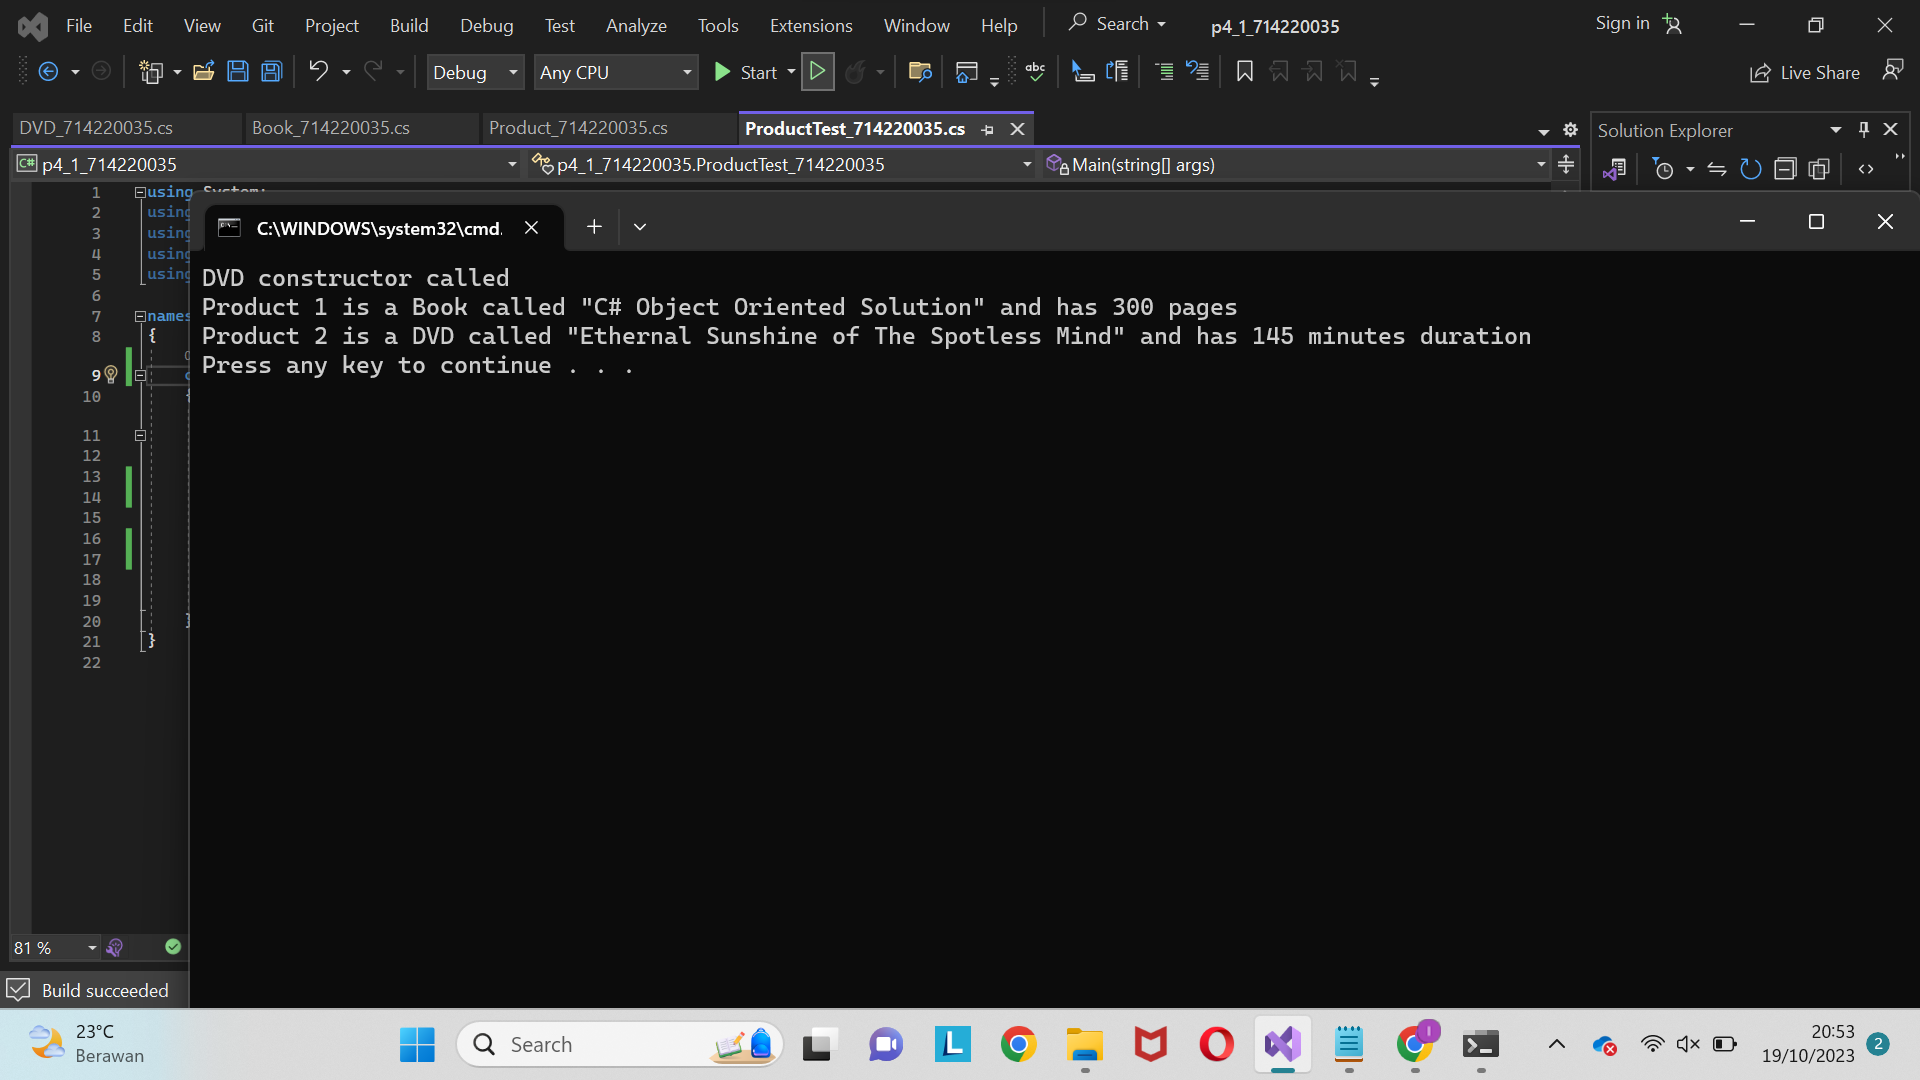 File Edit View Git Project Build Debug Test Analyze Tools Extensions Window Help Search p4_1_714220035 Sign in
Debug Any CPU Start abc Live Share
DVD_714220035.cs Book_714220035.cs Product_714220035.cs ProductTest_714220035.cs Solution Explorer
C# p4_1_714220035 p4_1_714220035.ProductTest_714220035 Main(string[] args)
1 using System;
2 using
3 using
4 using
5 using
6
7 names
8 {
9
10
11
12
13
14
15
16
17
18
19
20 }
21 }
22
C:\WINDOWS\system32\cmd.
DVD constructor called
Product 1 is a Book called "C# Object Oriented Solution" and has 300 pages
Product 2 is a DVD called "Ethernal Sunshine of The Spotless Mind" and has 145 minutes duration
Press any key to continue . . .
81 %
Build succeeded
23°C
Berawan
Search
L
20:53
19/10/2023
2